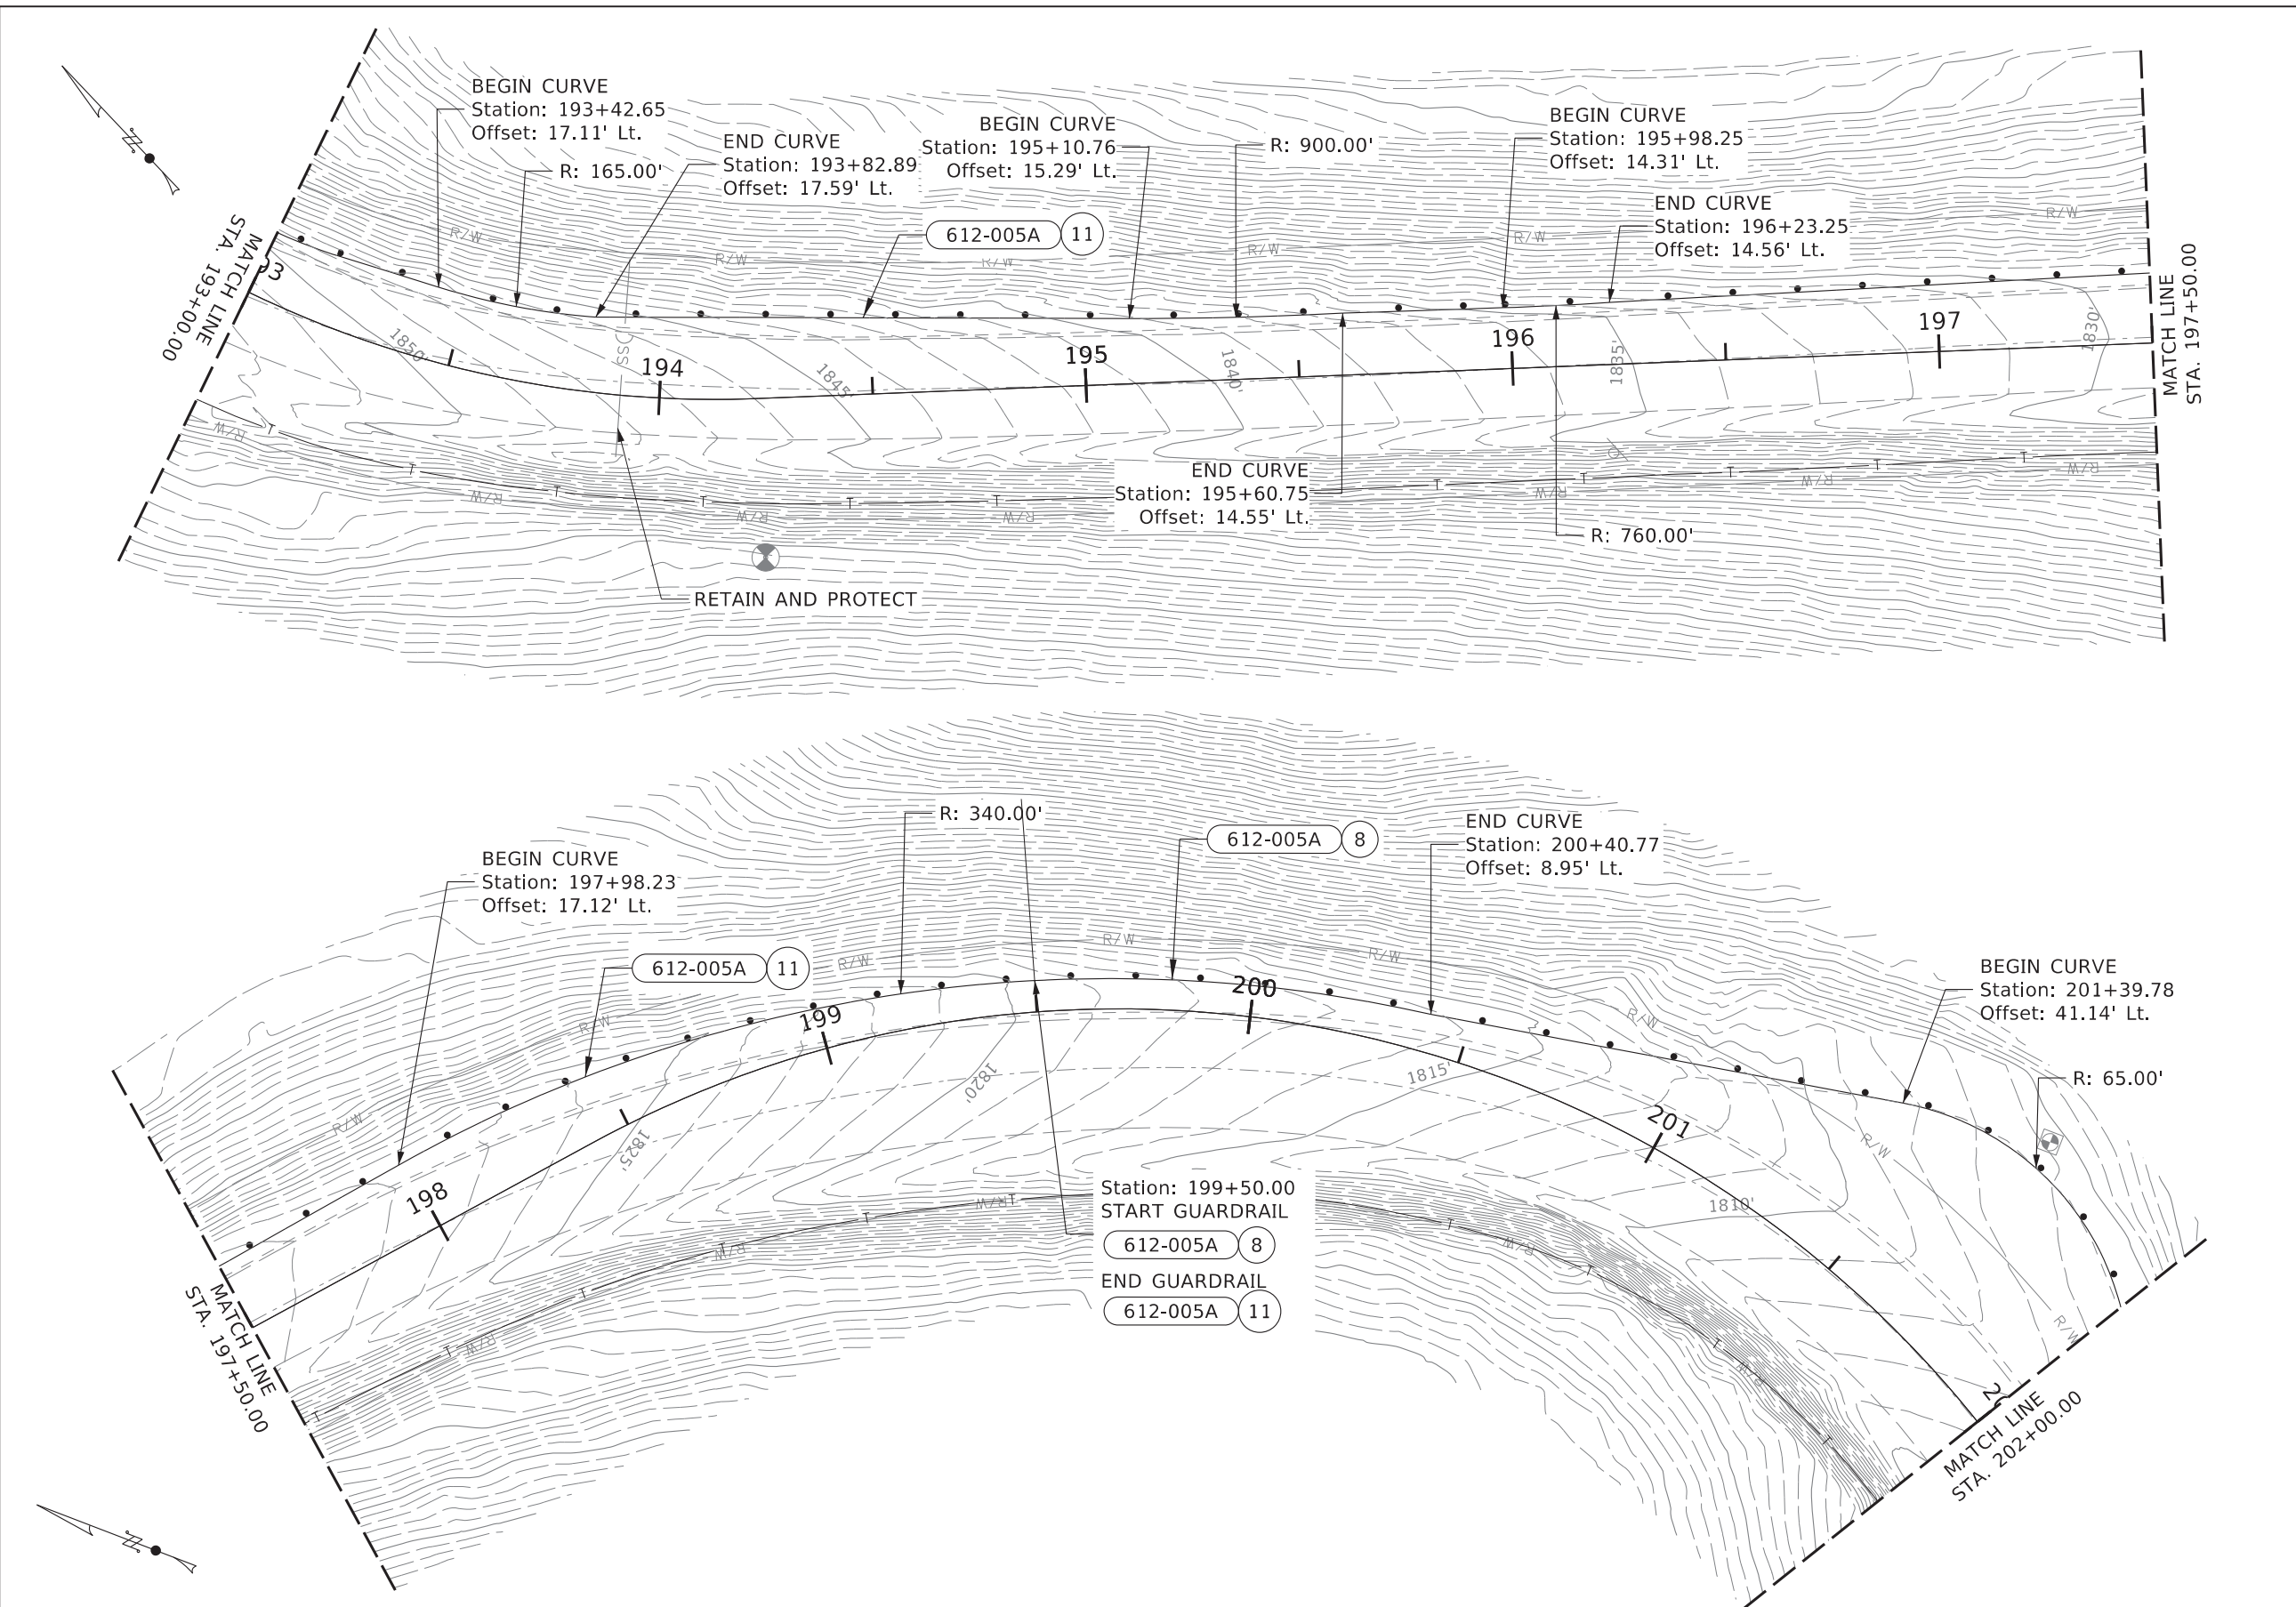 BEGIN CURVE
Station: 193+42.65
Offset: 17.11' Lt.
R: 165.00'
END CURVE
Station: 193+82.89
Offset: 17.59' Lt.
BEGIN CURVE
Station: 195+10.76
Offset: 15.29' Lt.
R: 900.00'
BEGIN CURVE
Station: 195+98.25
Offset: 14.31' Lt.
END CURVE
Station: 196+23.25
Offset: 14.56' Lt.
612-005A 11
R/W
R/W
R/W
R/W
R/W
R/W
MATCH LINE
STA. 193+00.00
1850'
SS
194
1845'
195
1840'
196
1835'
197
1830'
MATCH LINE
STA. 197+50.00
R/W
T
T
R/W
T
T
R/W
T
T
R/W
END CURVE
Station: 195+60.75
Offset: 14.55' Lt.
T
R/W
T
T
R/W
T
T
R/W
R: 760.00'
RETAIN AND PROTECT
N
R: 340.00'
612-005A 8
END CURVE
Station: 200+40.77
Offset: 8.95' Lt.
BEGIN CURVE
Station: 197+98.23
Offset: 17.12' Lt.
612-005A 11
R/W
R/W
R/W
R/W
R/W
R/W
R/W
R/W
BEGIN CURVE
Station: 201+39.78
Offset: 41.14' Lt.
R: 65.00'
198
199
200
201
1825'
1820'
1815'
1810'
Station: 199+50.00
START GUARDRAIL
612-005A 8
END GUARDRAIL
612-005A 11
MATCH LINE
STA. 197+50.00
T
T
R/W
T
T
R/W
T
T
R/W
T
R/W
T
T
R/W
T
MATCH LINE
STA. 202+00.00
N